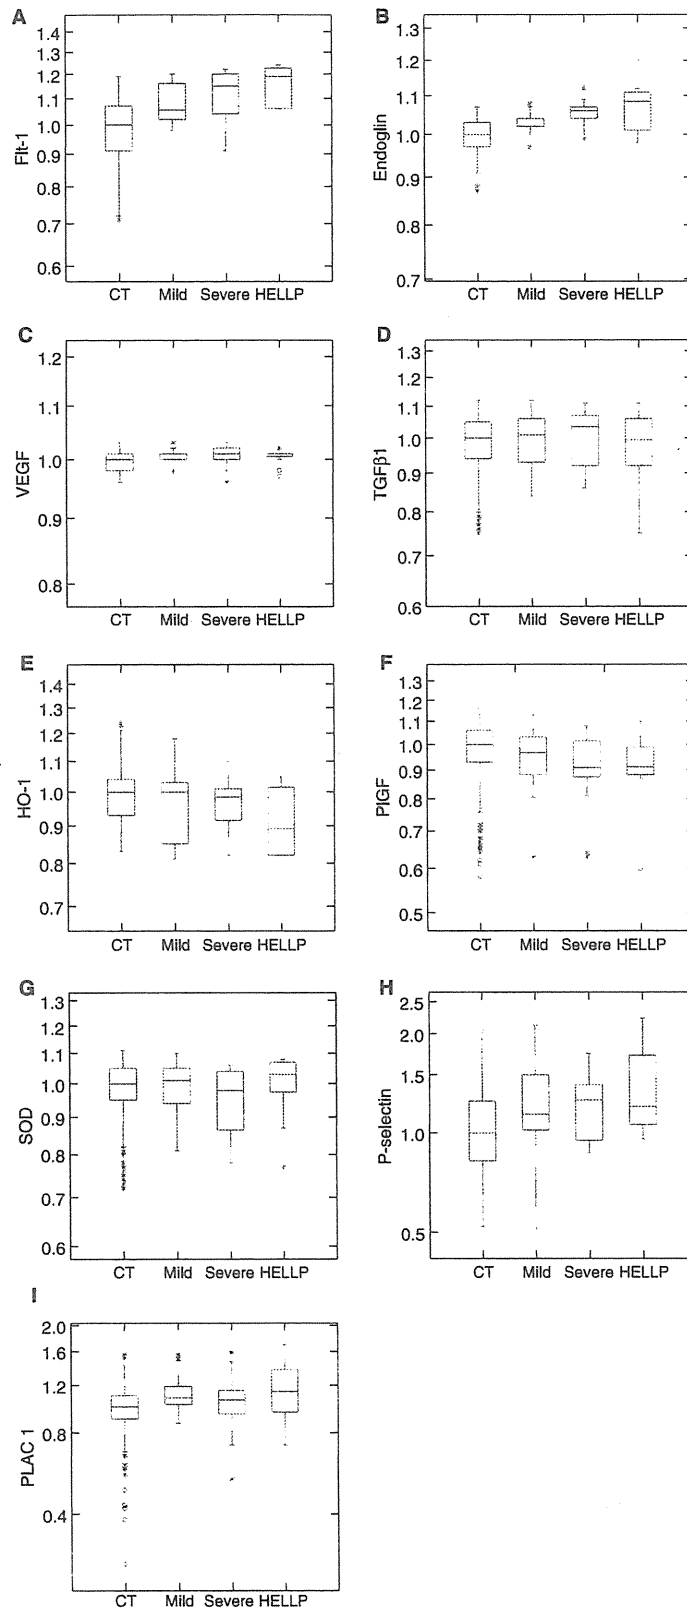 A
Flt-1
1.4
1.3
1.2
1.1
1.0
0.9
0.8
0.7
0.6
CT Mild Severe HELLP
B
Endoglin
1.3
1.2
1.1
1.0
0.9
0.8
0.7
CT Mild Severe HELLP
C
VEGF
1.2
1.1
1.0
0.9
0.8
CT Mild Severe HELLP
D
TGFβ1
1.3
1.2
1.1
1.0
0.9
0.8
0.7
0.6
CT Mild Severe HELLP
E
HO-1
1.4
1.3
1.2
1.1
1.0
0.9
0.8
0.7
CT Mild Severe HELLP
F
PlGF
1.3
1.2
1.1
1.0
0.9
0.8
0.7
0.6
0.5
CT Mild Severe HELLP
G
SOD
1.3
1.2
1.1
1.0
0.9
0.8
0.7
0.6
CT Mild Severe HELLP
H
P-selectin
2.5
2.0
1.5
1.0
0.5
CT Mild Severe HELLP
I
PLAC 1
2.0
1.6
1.2
0.8
0.4
CT Mild Severe HELLP